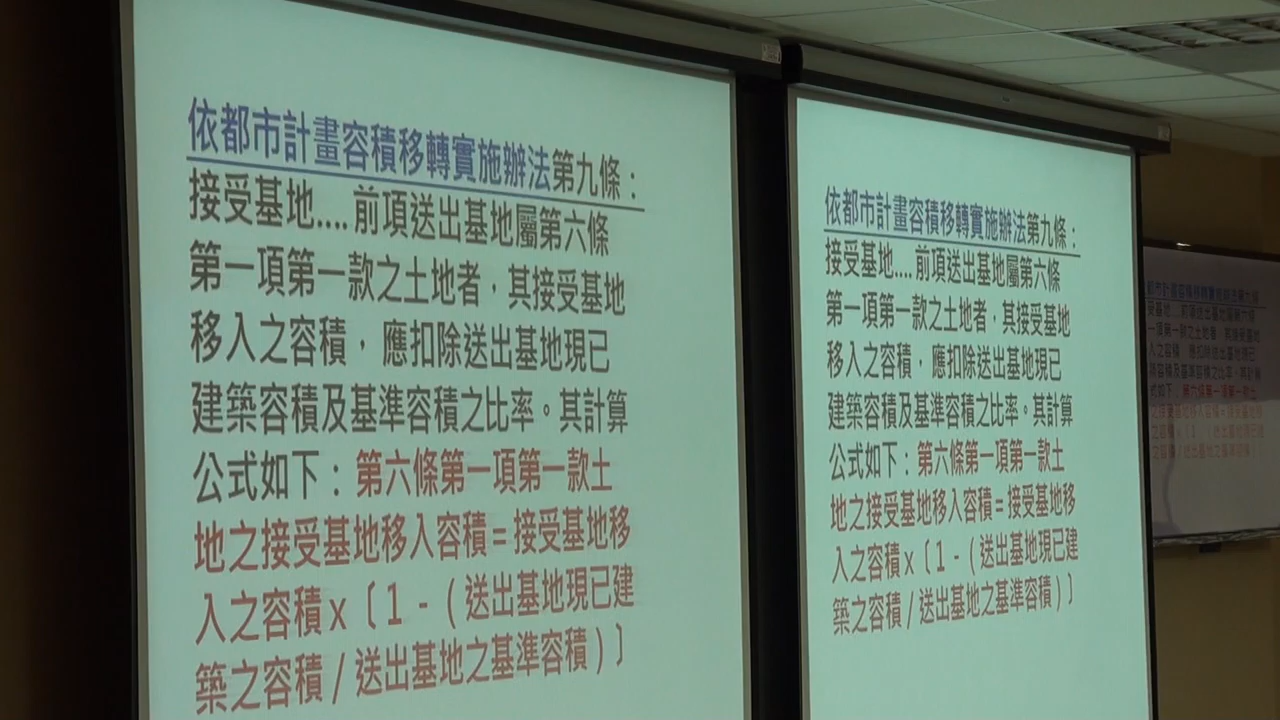 依都市計畫容積移轉實施辦法第九條：
接受基地....前項送出基地屬第六條
第一項第一款之土地者，其接受基地
移入之容積，應扣除送出基地現已
建築容積及基準容積之比率。其計算
公式如下：第六條第一項第一款土
地之接受基地移入容積=接受基地移
入之容積x〔1-(送出基地現已建
築之容積/送出基地之基準容積)〕
依都市計畫容積移轉實施辦法第九條：
接受基地....前項送出基地屬第六條
第一項第一款之土地者，其接受基地
移入之容積，應扣除送出基地現已
建築容積及基準容積之比率。其計算
公式如下：第六條第一項第一款土
地之接受基地移入容積=接受基地移
入之容積x〔1-(送出基地現已建
築之容積/送出基地之基準容積)〕